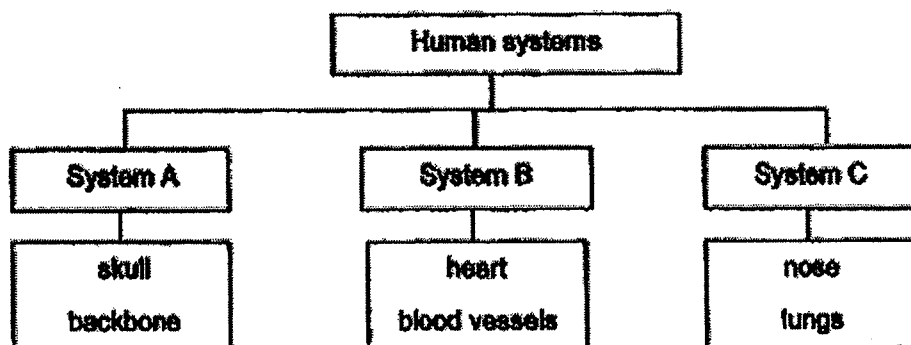 Human systems
System A
System B
System C
skull
backbone
heart
blood vessels
nose
lungs